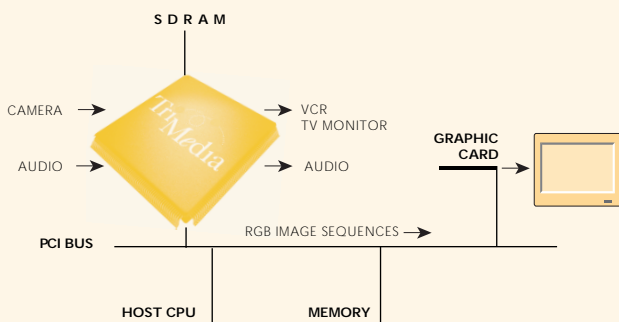 SDRAM
CAMERA
TriMedia
VCR
TV MONITOR
AUDIO
AUDIO
GRAPHIC
CARD
RGB IMAGE SEQUENCES
PCI BUS
HOST CPU
MEMORY